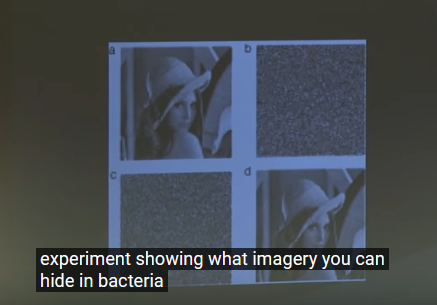 a b
c d
experiment showing what imagery you can
hide in bacteria